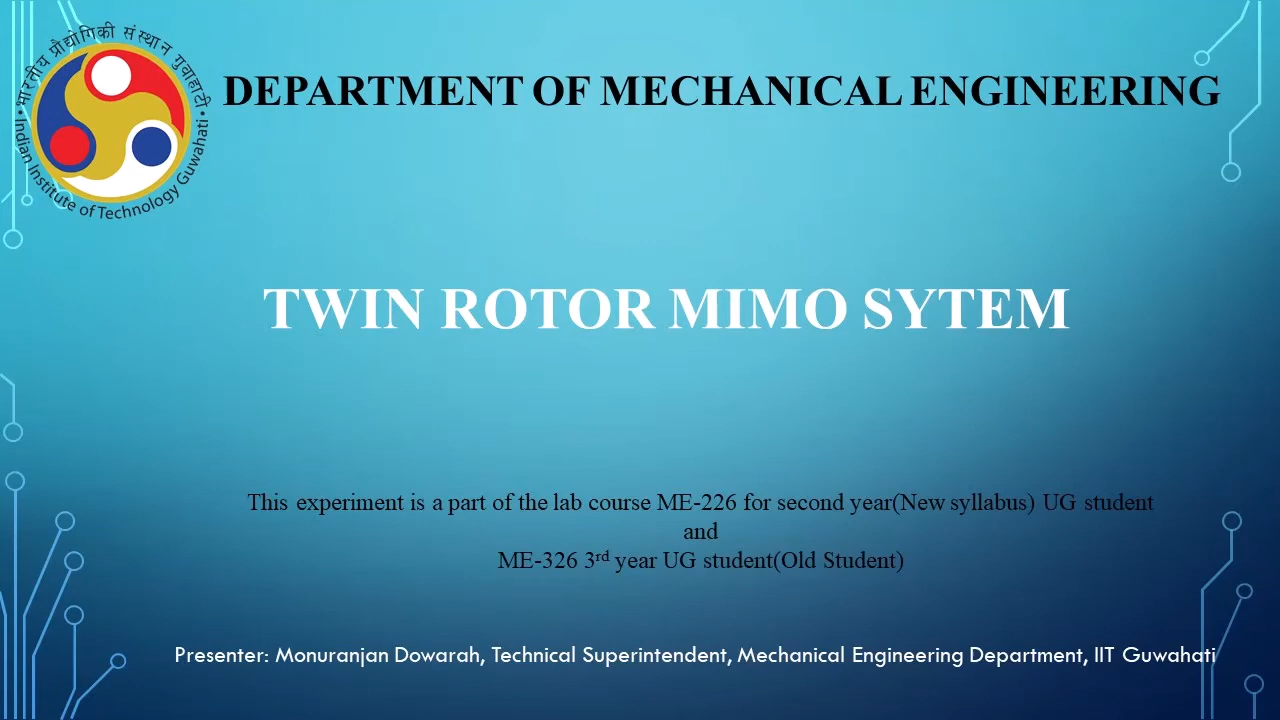 भारतीय प्रौद्योगिकी संस्थान गुवाहाटी
Indian Institute of Technology Guwahati
DEPARTMENT OF MECHANICAL ENGINEERING
TWIN ROTOR MIMO SYTEM
This experiment is a part of the lab course ME-226 for second year(New syllabus) UG student
and
ME-326 3rd year UG student(Old Student)
Presenter: Monuranjan Dowarah, Technical Superintendent, Mechanical Engineering Department, IIT Guwahati